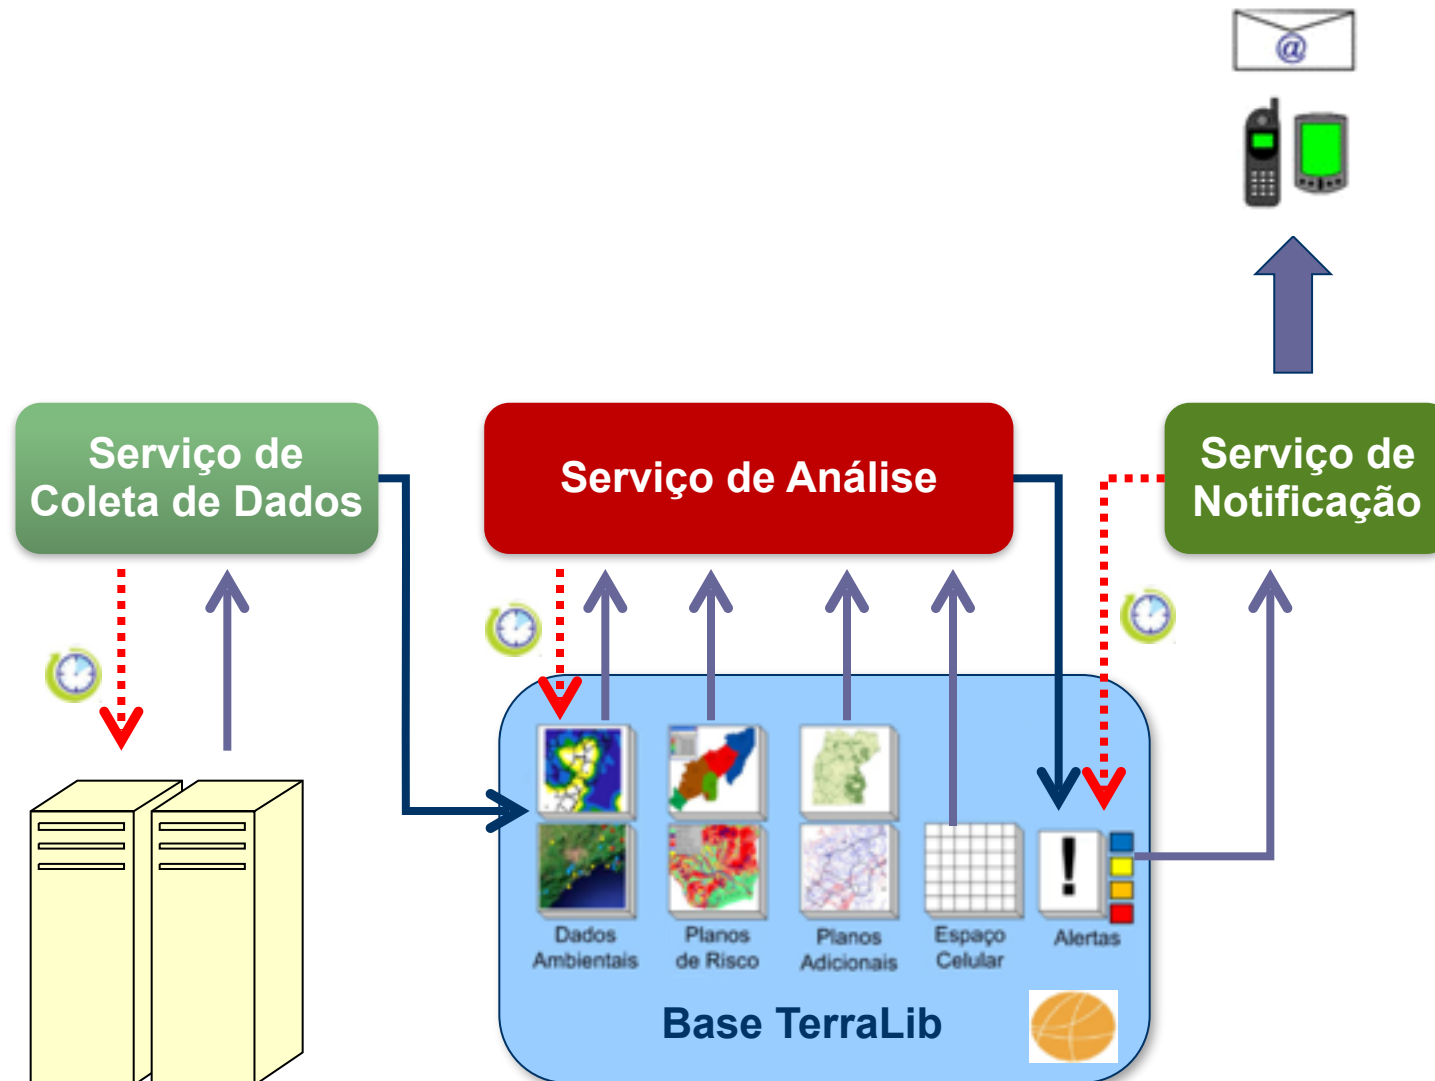 @
Serviço de
Coleta de Dados
Serviço de Análise
Serviço de
Notificação
!
Dados
Ambientais
Planos
de Risco
Planos
Adicionais
Espaço
Celular
Alertas
Base TerraLib